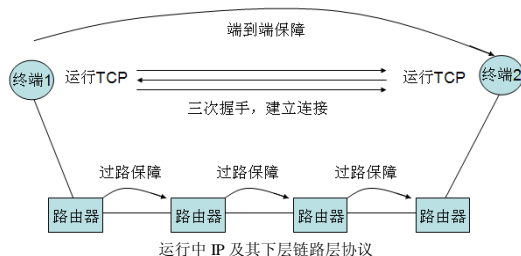 端到端保障
终端1
运行TCP
运行TCP
终端2
三次握手，建立连接
过路保障
过路保障
过路保障
路由器
路由器
路由器
路由器
运行中 IP 及其下层链路层协议